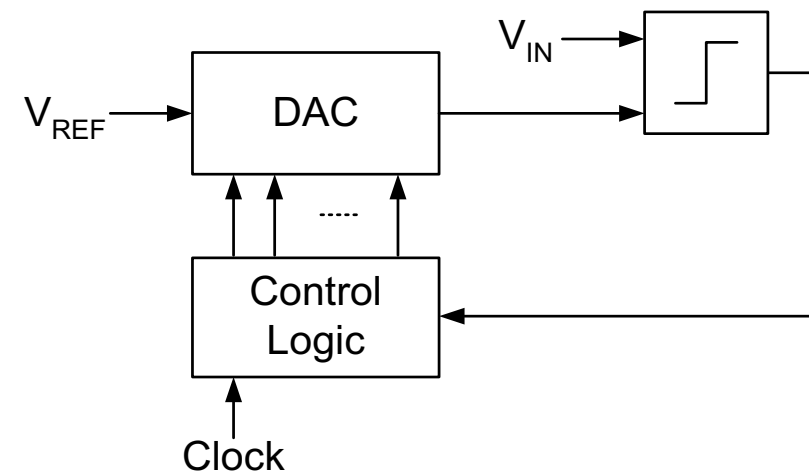 V_IN
V_REF
DAC
Control
Logic
Clock